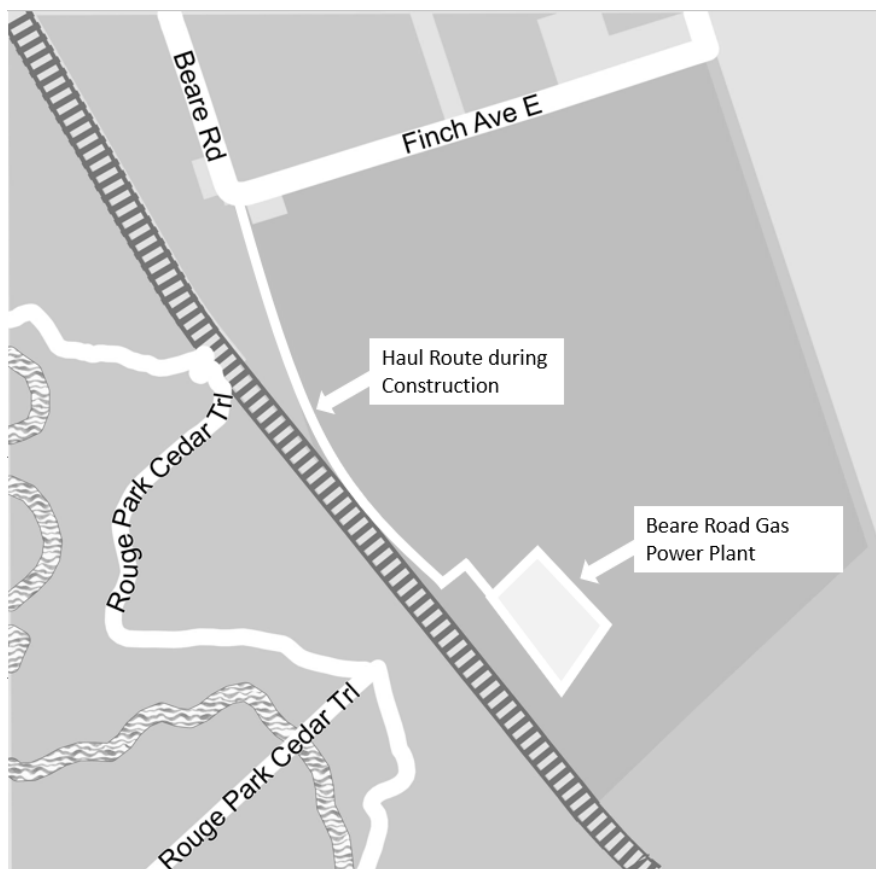 Beare Rd
Finch Ave E
Haul Route during
Construction
Rouge Park Cedar Trl
Beare Road Gas
Power Plant
Rouge Park Cedar Trl